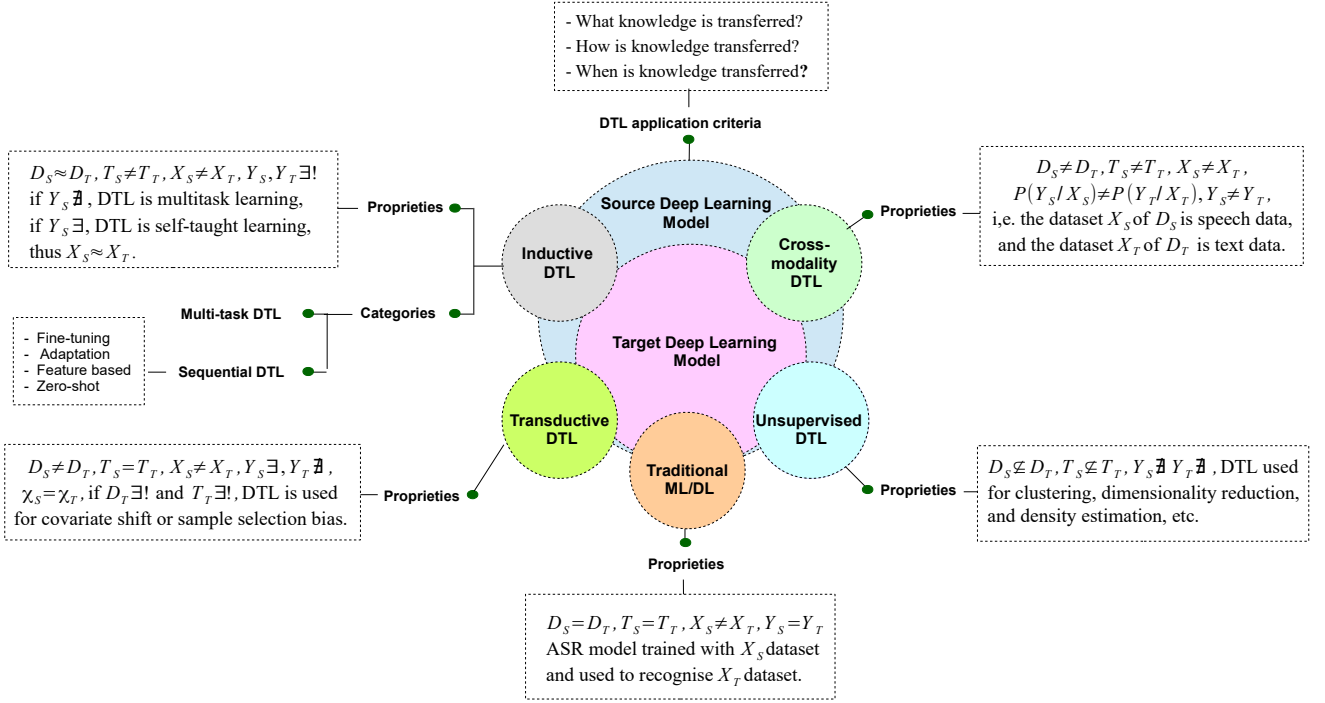 - What knowledge is transferred?
- How is knowledge transferred?
- When is knowledge transferred?
DTL application criteria
D_S≈D_T, T_S≠T_T, X_S≠X_T, Y_S, Y_T∃!
if Y_S∄, DTL is multitask learning,
if Y_S∃, DTL is self-taught learning,
thus X_S≈X_T.
Proprieties
Source Deep Learning
Model
Inductive
DTL
Cross-
modality
DTL
Proprieties
D_S≠D_T, T_S≠T_T, X_S≠X_T,
P(Y_S/X_S)≠P(Y_T/X_T), Y_S≠Y_T,
i,e. the dataset X_S of D_S is speech data,
and the dataset X_T of D_T is text data.
Multi-task DTL
Categories
- Fine-tuning
- Adaptation
- Feature based
- Zero-shot
Sequential DTL
Target Deep Learning
Model
Transductive
DTL
Unsupervised
DTL
Traditional
ML/DL
D_S≠D_T, T_S=T_T, X_S≠X_T, Y_S∃, Y_T∄,
χ_S=χ_T, if D_T∃! and T_T∃!, DTL is used
for covariate shift or sample selection bias.
Proprieties
Proprieties
D_S⊈D_T, T_S⊈T_T, Y_S∄ Y_T∄, DTL used
for clustering, dimensionality reduction,
and density estimation, etc.
Proprieties
D_S=D_T, T_S=T_T, X_S≠X_T, Y_S=Y_T
ASR model trained with X_S dataset
and used to recognise X_T dataset.